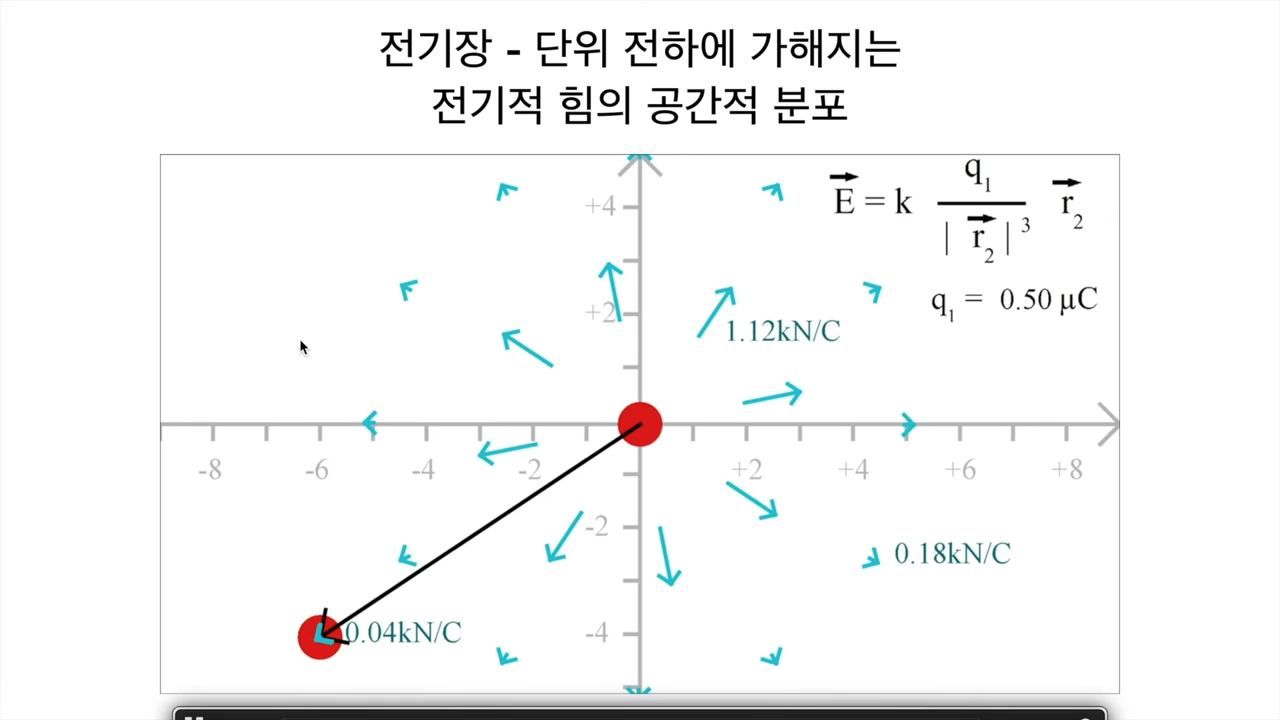 전기장 - 단위 전하에 가해지는
전기적 힘의 공간적 분포
E = k q1 / | r2 |³ r2
q1 = 0.50 μC
+4
+2
1.12kN/C
-8 -6 -4 -2 +2 +4 +6 +8
-2
0.18kN/C
0.04kN/C
-4